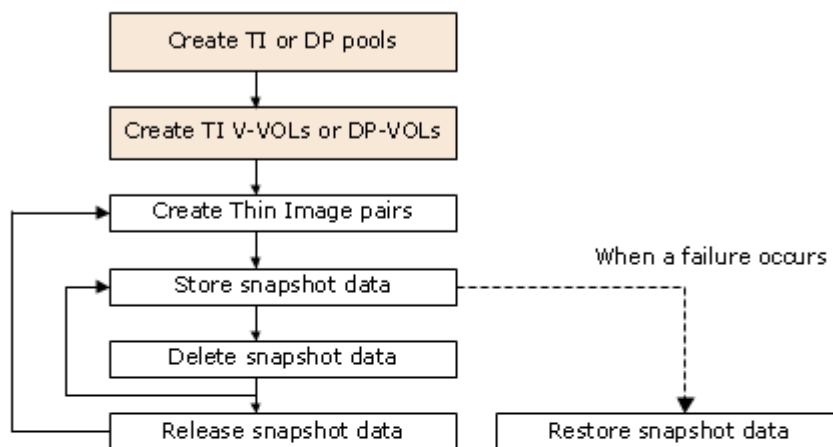 Create TI or DP pools
Create TI V-VOLs or DP-VOLs
Create Thin Image pairs
When a failure occurs
Store snapshot data
Delete snapshot data
Release snapshot data
Restore snapshot data